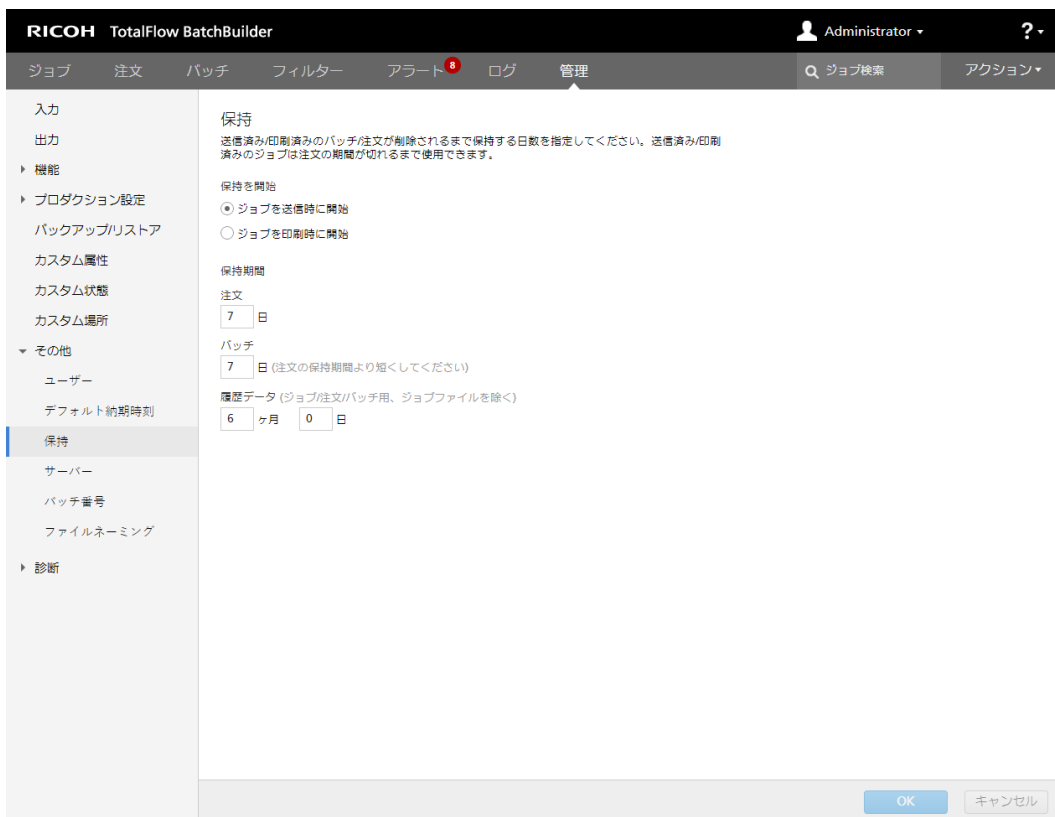 RICOH TotalFlow BatchBuilder Administrator ?
ジョブ 注文 バッチ フィルター アラート 8 ログ 管理 ジョブ検索 アクション
入力
出力
機能
プロダクション設定
バックアップ/リストア
カスタム属性
カスタム状態
カスタム場所
その他
ユーザー
デフォルト納期時刻
保持
サーバー
バッチ番号
ファイルネーミング
診断
保持
送信済み/印刷済みのバッチ/注文が削除されるまで保持する日数を指定してください。送信済み/印刷
済みのジョブは注文の期間が切れるまで使用できます。
保持を開始
ジョブを送信時に開始
ジョブを印刷時に開始
保持期間
注文
7 日
バッチ
7 日 (注文の保持期間より短くしてください)
履歴データ (ジョブ/注文/バッチ用、ジョブファイルを除く)
6 ヶ月 0 日
OK キャンセル